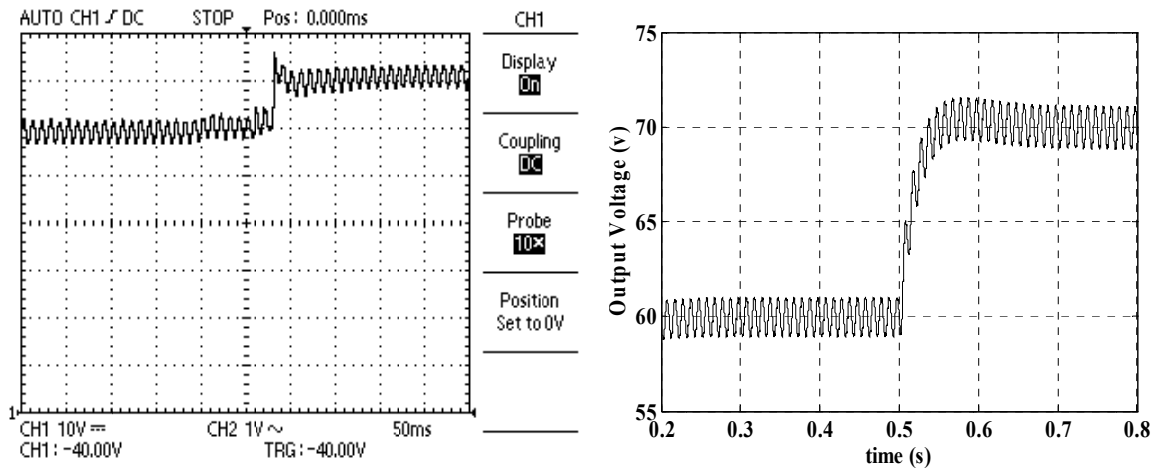 AUTO CH1 ⨍ DC STOP Pos: 0.000ms CH1
Display
On
Coupling
DC
Probe
10×
Position
Set to 0V
1
CH1 10V ⎓ CH2 1V ∼ 50ms
CH1:-40.00V TRG:-40.00V
75
70
65
60
55
Output Voltage (v)
0.2 0.3 0.4 0.5 0.6 0.7 0.8
time (s)